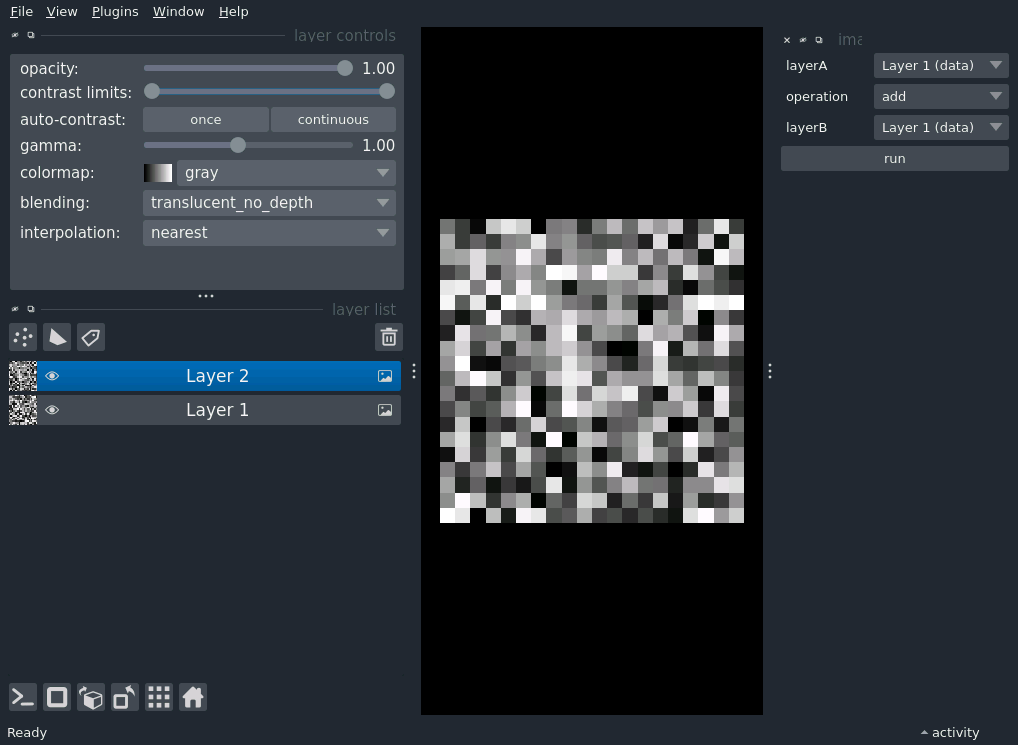 File View Plugins Window Help
layer controls
opacity: 1.00
contrast limits:
auto-contrast: once continuous
gamma: 1.00
colormap: gray
blending: translucent_no_depth
interpolation: nearest
layer list
Layer 2
Layer 1
layerA Layer 1 (data)
operation add
layerB Layer 1 (data)
run
Ready
activity